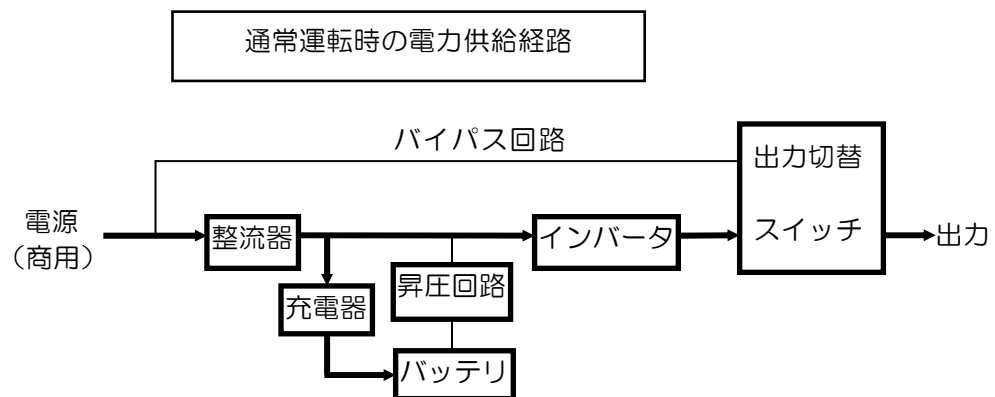 通常運転時の電力供給経路
バイパス回路
出力切替
スイッチ
電源
(商用)
整流器
インバータ
出力
充電器
昇圧回路
バッテリ